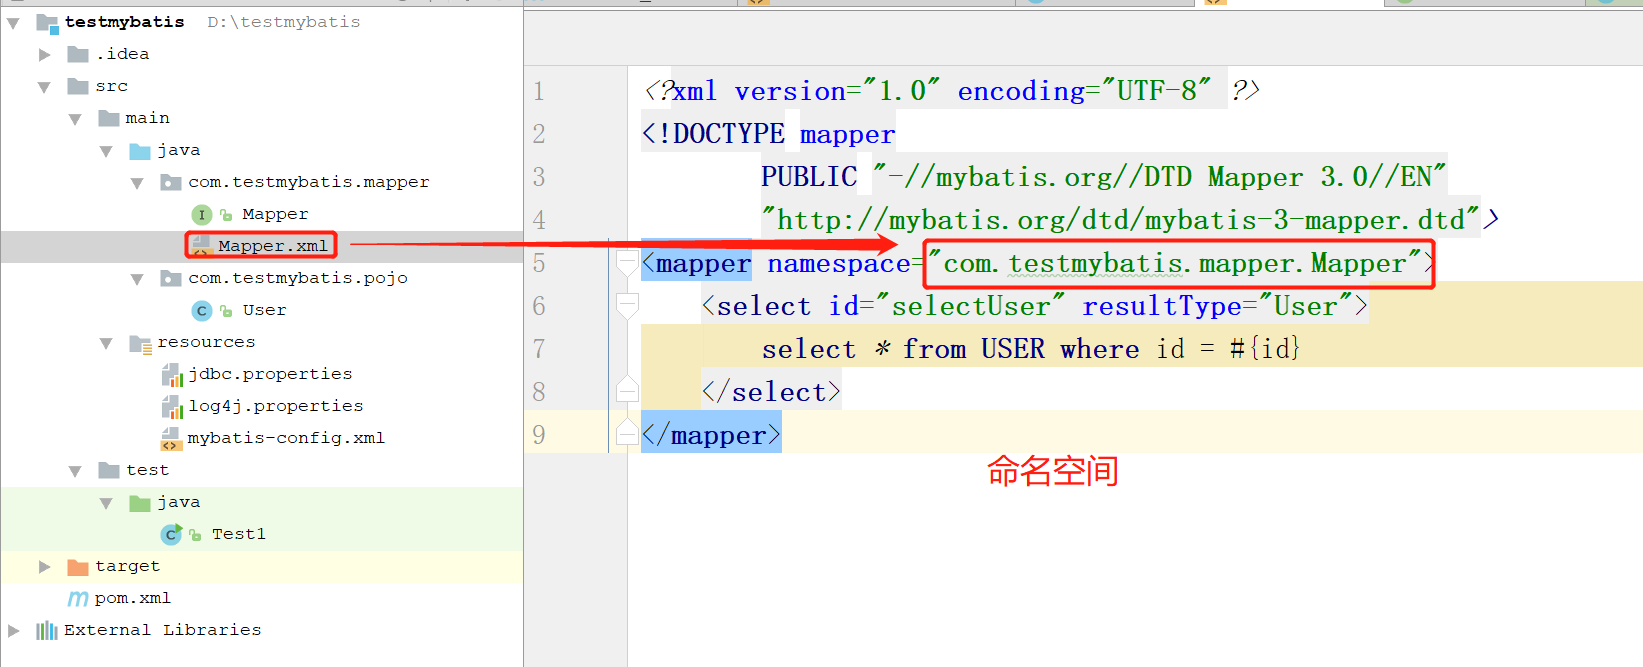 testmybatis D:\testmybatis
.idea
src
main
java
com.testmybatis.mapper
I Mapper
Mapper.xml
com.testmybatis.pojo
C User
resources
jdbc.properties
log4j.properties
mybatis-config.xml
test
java
C Test1
target
m pom.xml
External Libraries
1 <?xml version="1.0" encoding="UTF-8" ?>
2 <!DOCTYPE mapper
3 PUBLIC "-//mybatis.org//DTD Mapper 3.0//EN"
4 "http://mybatis.org/dtd/mybatis-3-mapper.dtd">
5 <mapper namespace="com.testmybatis.mapper.Mapper">
6 <select id="selectUser" resultType="User">
7 select * from USER where id = #{id}
8 </select>
9 </mapper>
命名空间